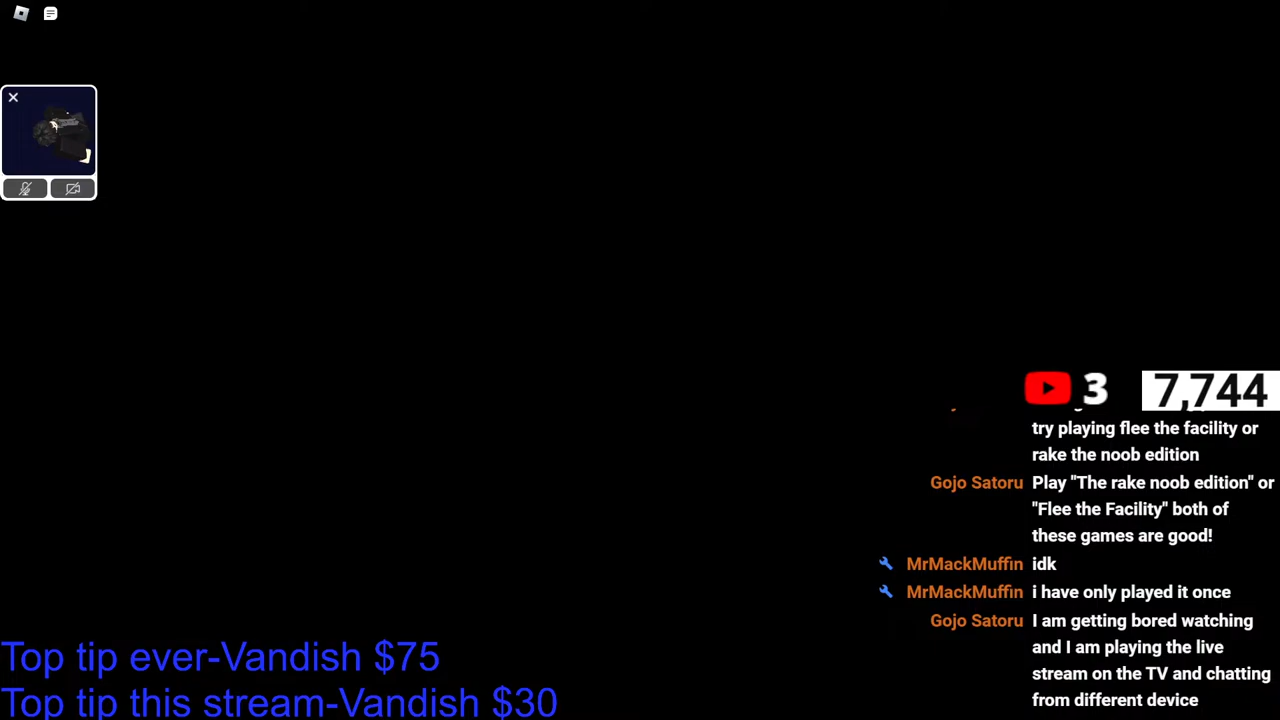 3 7,744
try playing flee the facility or
rake the noob edition
Gojo Satoru Play "The rake noob edition" or
"Flee the Facility" both of
these games are good!
MrMackMuffin idk
MrMackMuffin i have only played it once
Gojo Satoru I am getting bored watching
and I am playing the live
stream on the TV and chatting
from different device
Top tip ever-Vandish $75
Top tip this stream-Vandish $30